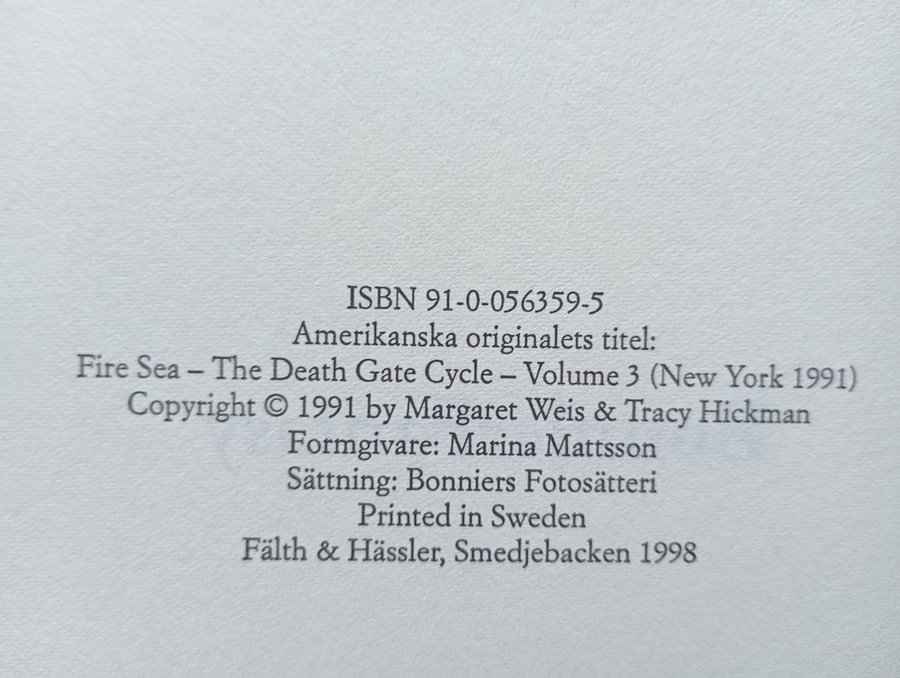 ISBN 91-0-056359-5
Amerikanska originalets titel:
Fire Sea – The Death Gate Cycle – Volume 3 (New York 1991)
Copyright © 1991 by Margaret Weis & Tracy Hickman
Formgivare: Marina Mattsson
Sättning: Bonniers Fotosätteri
Printed in Sweden
Fälth & Hässler, Smedjebacken 1998